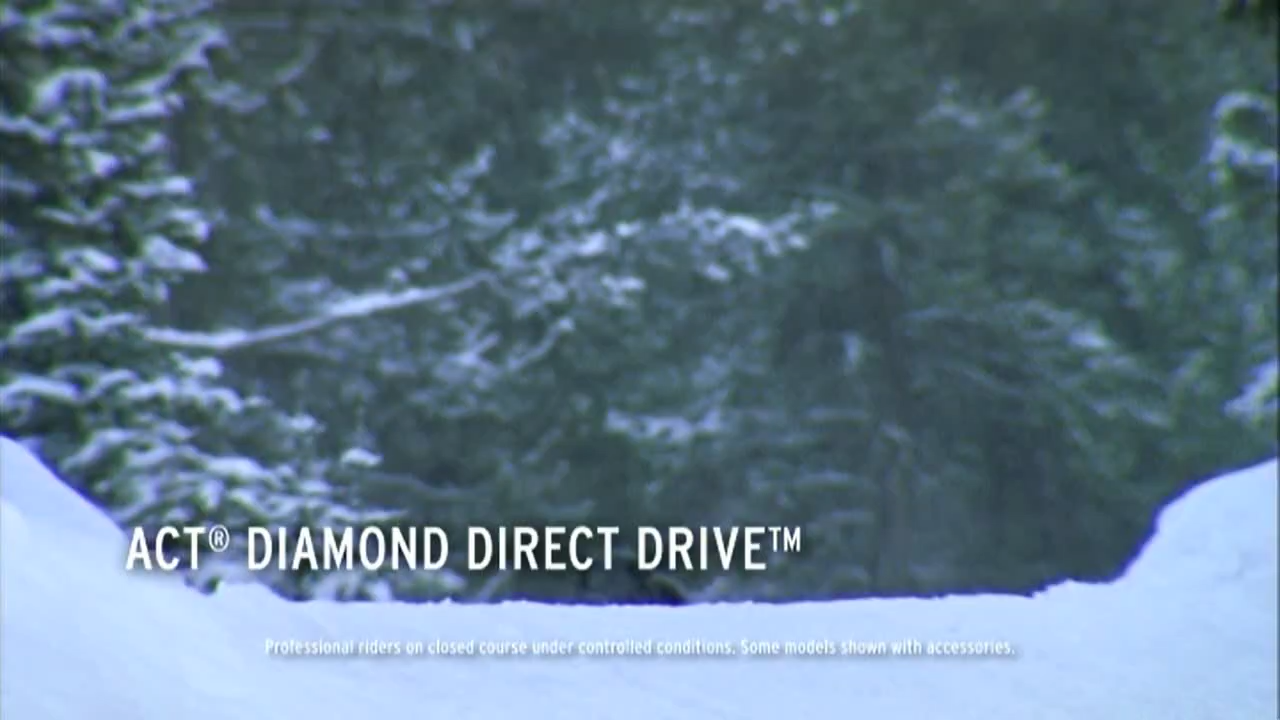 ACT® DIAMOND DIRECT DRIVE™
Professional riders on closed course under controlled conditions. Some models shown with accessories.